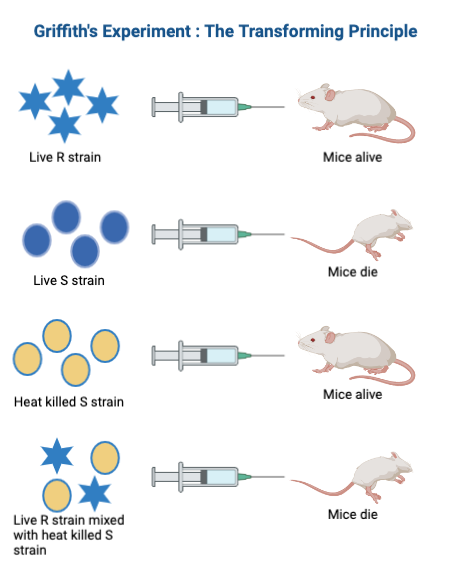 Griffith's Experiment : The Transforming Principle
Live R strain
Mice alive
Live S strain
Mice die
Heat killed S strain
Mice alive
Live R strain mixed
with heat killed S
strain
Mice die